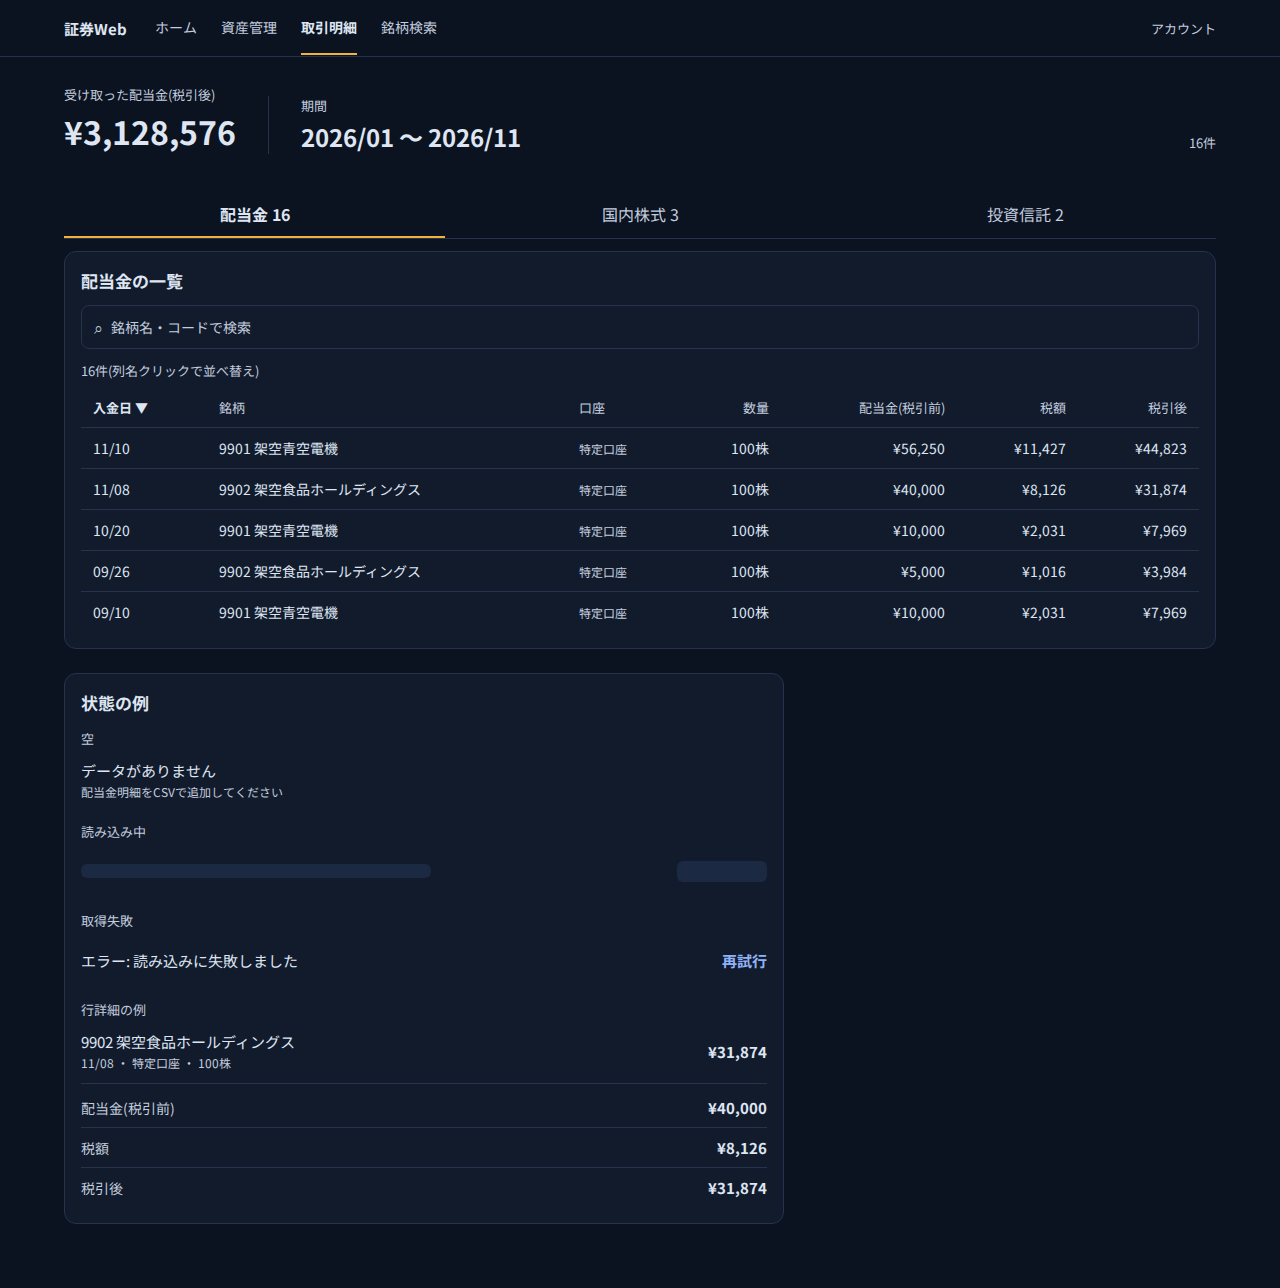 証券Web ホーム 資産管理 取引明細 銘柄検索 アカウント
受け取った配当金(税引後)
¥3,128,576
期間
2026/01 〜 2026/11
16件
配当金 16 国内株式 3 投資信託 2
配当金の一覧
⌕ 銘柄名・コードで検索
16件(列名クリックで並べ替え)
入金日 ▼ 銘柄 口座 数量 配当金(税引前) 税額 税引後
11/10 9901 架空青空電機 特定口座 100株 ¥56,250 ¥11,427 ¥44,823
11/08 9902 架空食品ホールディングス 特定口座 100株 ¥40,000 ¥8,126 ¥31,874
10/20 9901 架空青空電機 特定口座 100株 ¥10,000 ¥2,031 ¥7,969
09/26 9902 架空食品ホールディングス 特定口座 100株 ¥5,000 ¥1,016 ¥3,984
09/10 9901 架空青空電機 特定口座 100株 ¥10,000 ¥2,031 ¥7,969
状態の例
空
データがありません
配当金明細をCSVで追加してください
読み込み中
取得失敗
エラー: 読み込みに失敗しました 再試行
行詳細の例
9902 架空食品ホールディングス
11/08 ・ 特定口座 ・ 100株
¥31,874
配当金(税引前) ¥40,000
税額 ¥8,126
税引後 ¥31,874